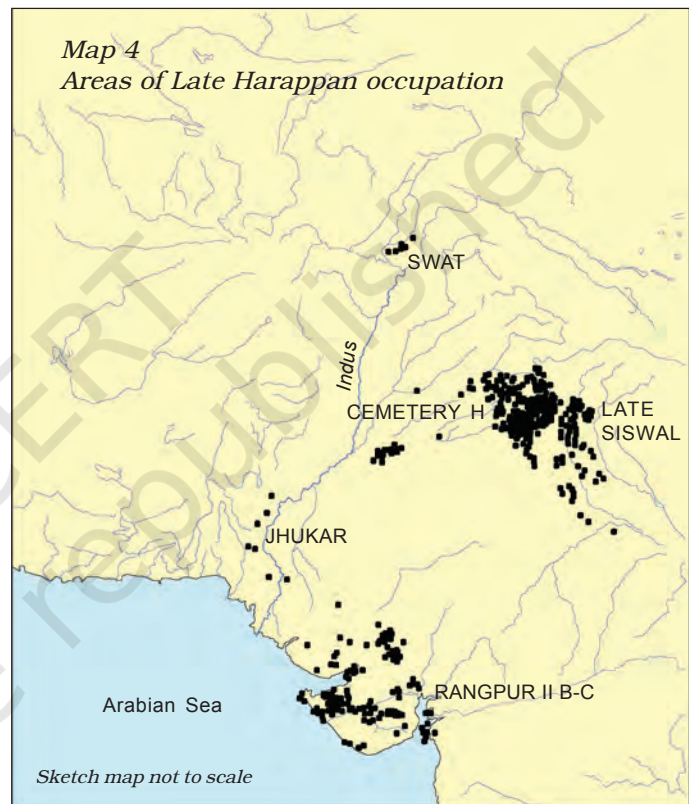 Map 4
Areas of Late Harappan occupation
SWAT
Indus
CEMETERY H
LATE
SISWAL
JHUKAR
RANGPUR II B-C
Arabian Sea
Sketch map not to scale
NCERT
republished